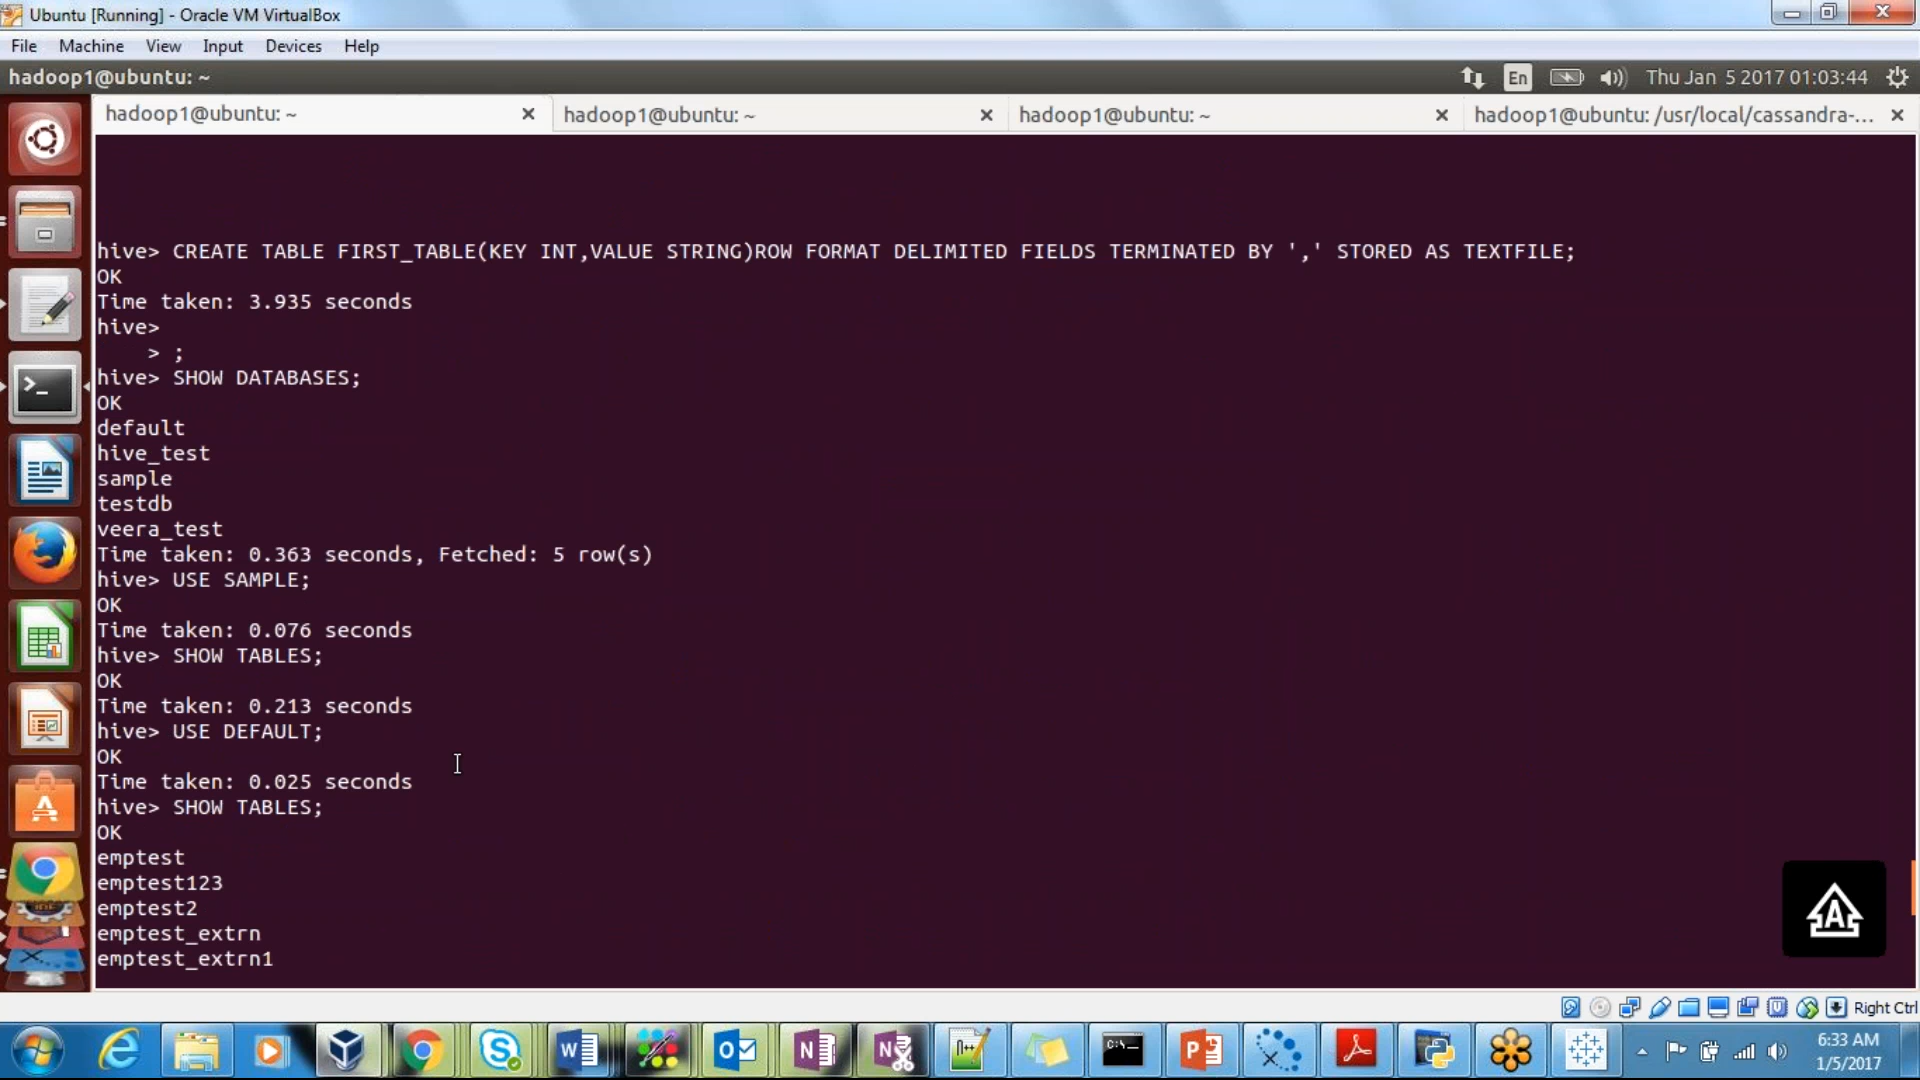 Ubuntu [Running] - Oracle VM VirtualBox
File Machine View Input Devices Help
hadoop1@ubuntu: ~
En
Thu Jan 5 2017 01:03:44
hadoop1@ubuntu: ~
hadoop1@ubuntu: ~
hadoop1@ubuntu: ~
hadoop1@ubuntu: /usr/local/cassandra-...
hive> CREATE TABLE FIRST_TABLE(KEY INT,VALUE STRING)ROW FORMAT DELIMITED FIELDS TERMINATED BY ',' STORED AS TEXTFILE;
OK
Time taken: 3.935 seconds
hive>
> ;
hive> SHOW DATABASES;
OK
default
hive_test
sample
testdb
veera_test
Time taken: 0.363 seconds, Fetched: 5 row(s)
hive> USE SAMPLE;
OK
Time taken: 0.076 seconds
hive> SHOW TABLES;
OK
Time taken: 0.213 seconds
hive> USE DEFAULT;
OK
Time taken: 0.025 seconds
hive> SHOW TABLES;
OK
emptest
emptest123
emptest2
emptest_extrn
emptest_extrn1
A
Right Ctrl
6:33 AM
1/5/2017